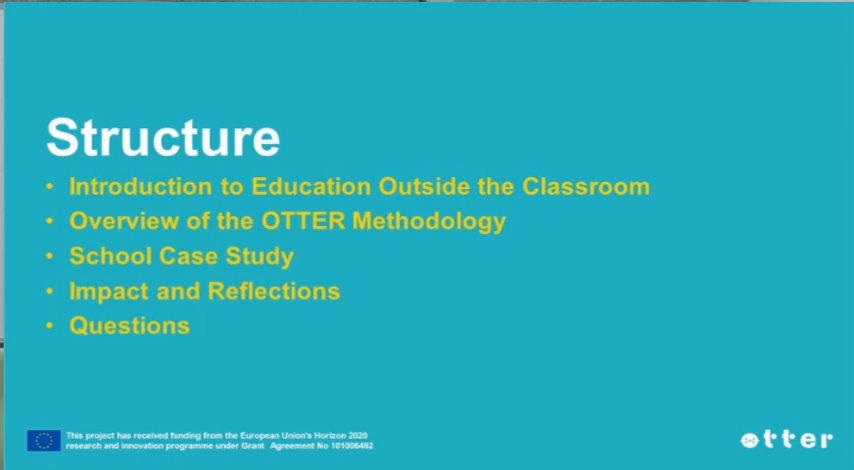 Structure
• Introduction to Education Outside the Classroom
• Overview of the OTTER Methodology
• School Case Study
• Impact and Reflections
• Questions
This project has received funding from the European Union's Horizon 2020
research and innovation programme under Grant Agreement No 101006482
otter